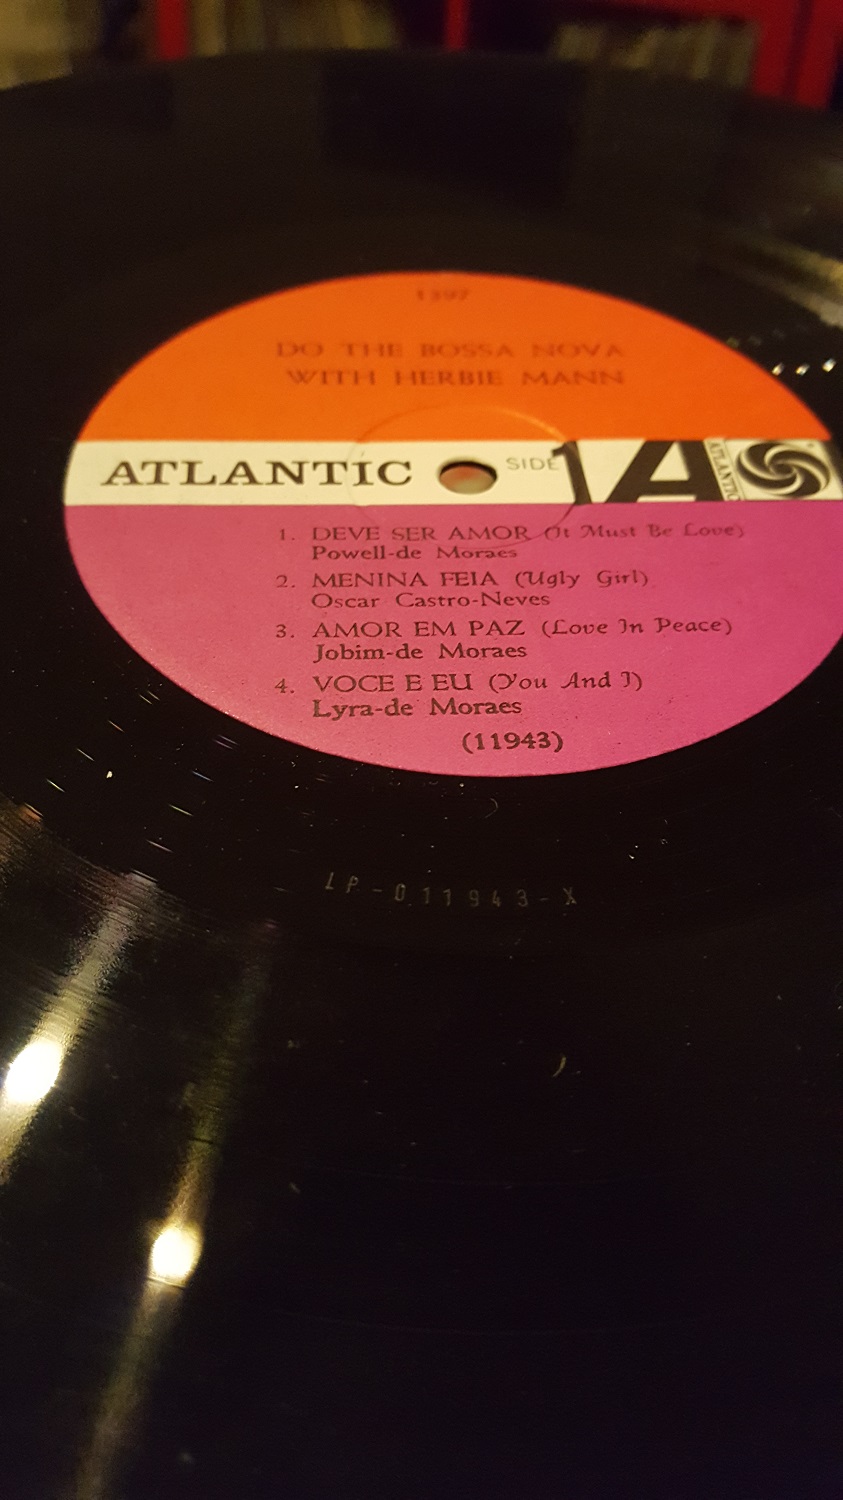 1397
DO THE BOSSA NOVA
WITH HERBIE MANN
ATLANTIC SIDE 1 A ATLANTIC
1. DEVE SER AMOR (It Must Be Love)
Powell-de Moraes
2. MENINA FEIA (Ugly Girl)
Oscar Castro-Neves
3. AMOR EM PAZ (Love In Peace)
Jobim-de Moraes
4. VOCE E EU (You And I)
Lyra-de Moraes
(11943)
LP-011943-X